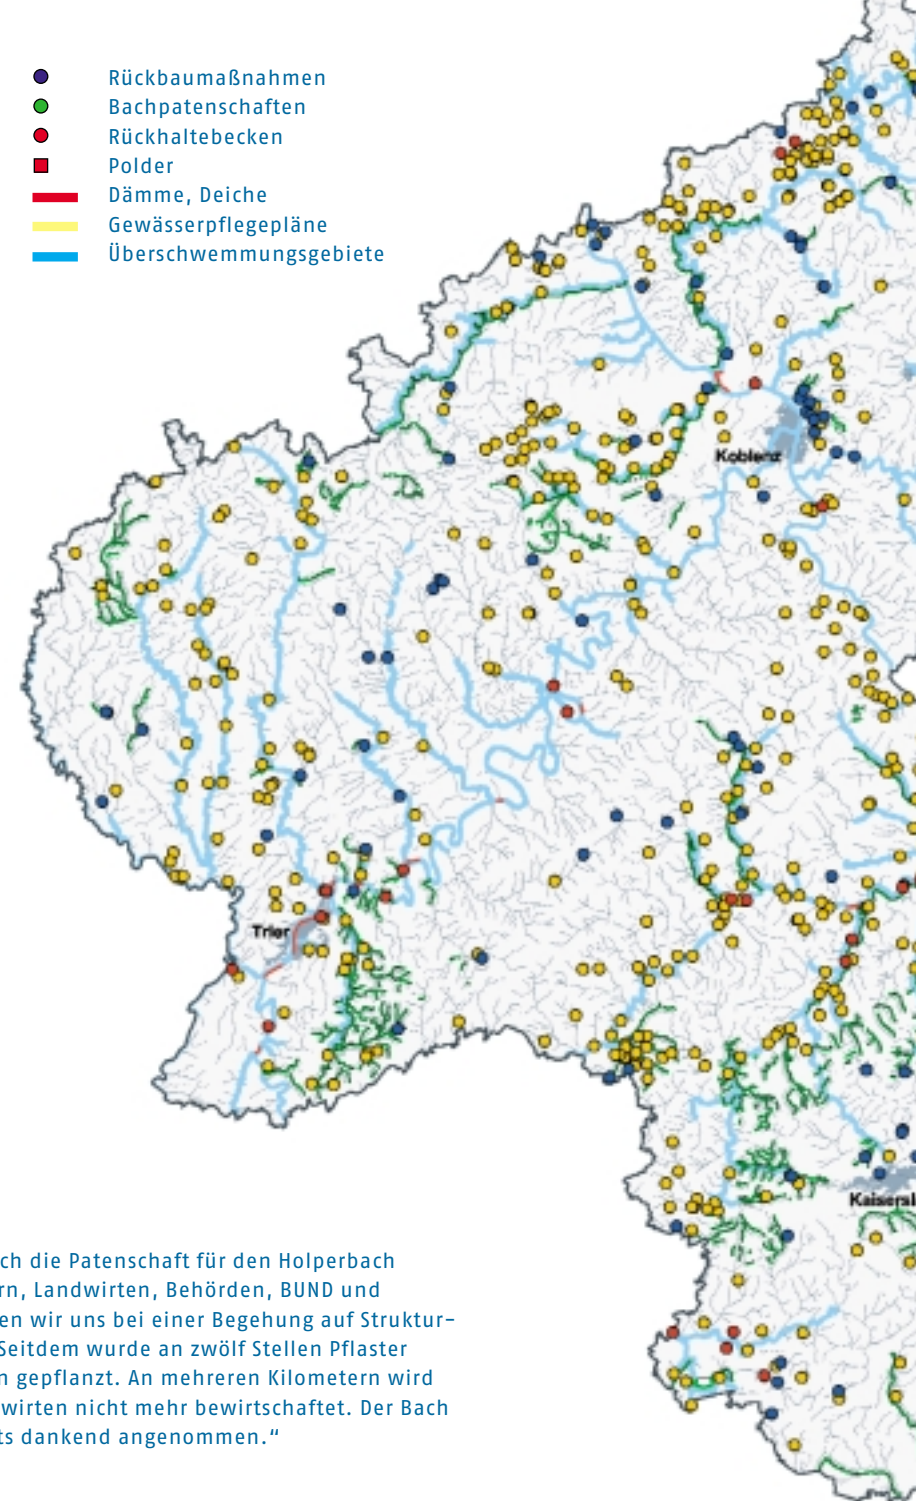 Rückbaumaßnahmen
Bachpatenschaften
Rückhaltebecken
Polder
Dämme, Deiche
Gewässerpflegepläne
Überschwemmungsgebiete
Koblenz
Trier
Kaisersl
ch die Patenschaft für den Holperbach
rn, Landwirten, Behörden, BUND und
en wir uns bei einer Begehung auf Struktur–
Seitdem wurde an zwölf Stellen Pflaster
n gepflanzt. An mehreren Kilometern wird
wirten nicht mehr bewirtschaftet. Der Bach
ts dankend angenommen.“